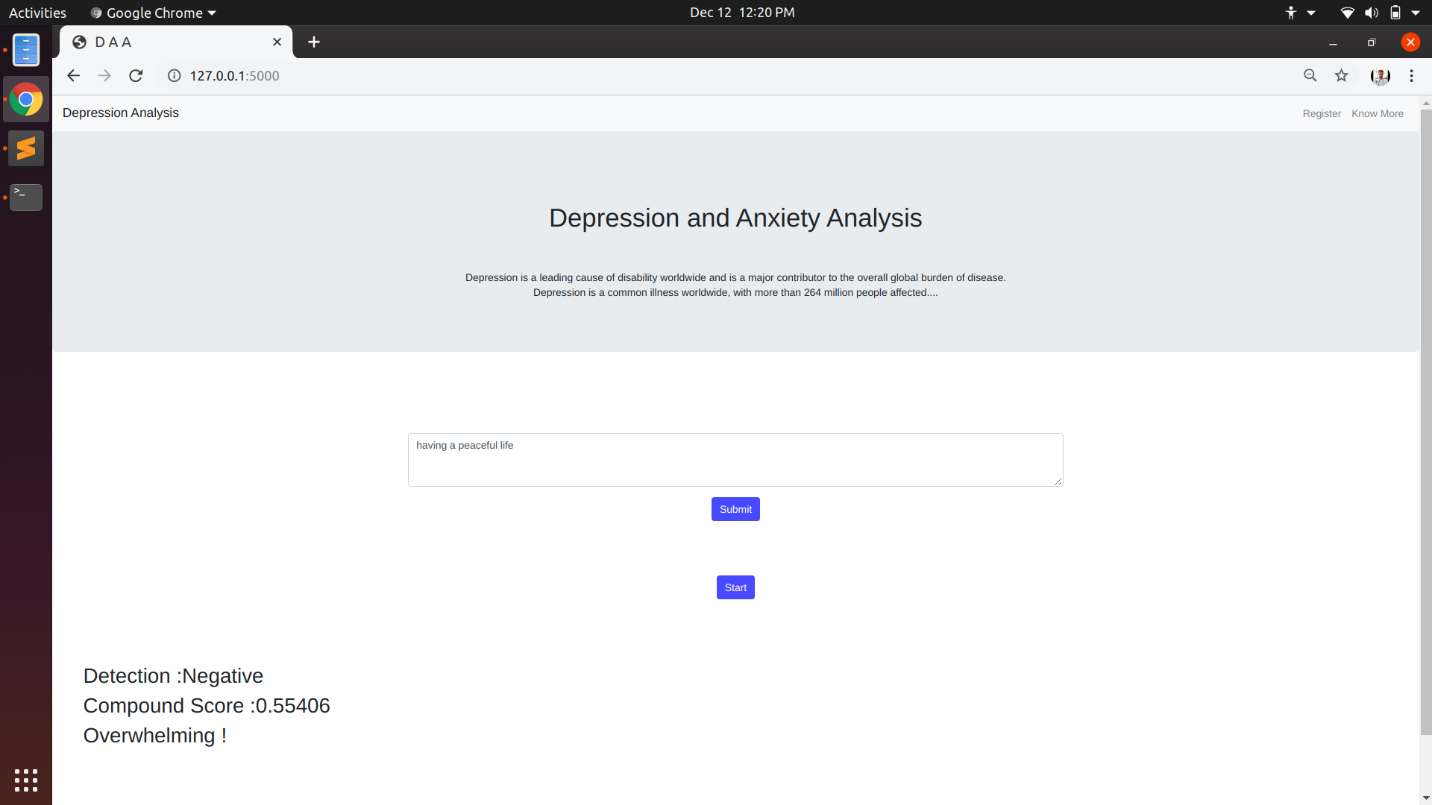 Activities Google Chrome Dec 12 12:20 PM
D A A
127.0.0.1:5000
Depression Analysis Register Know More
Depression and Anxiety Analysis
Depression is a leading cause of disability worldwide and is a major contributor to the overall global burden of disease.
Depression is a common illness worldwide, with more than 264 million people affected....
having a peaceful life
Submit
Start
Detection :Negative
Compound Score :0.55406
Overwhelming !